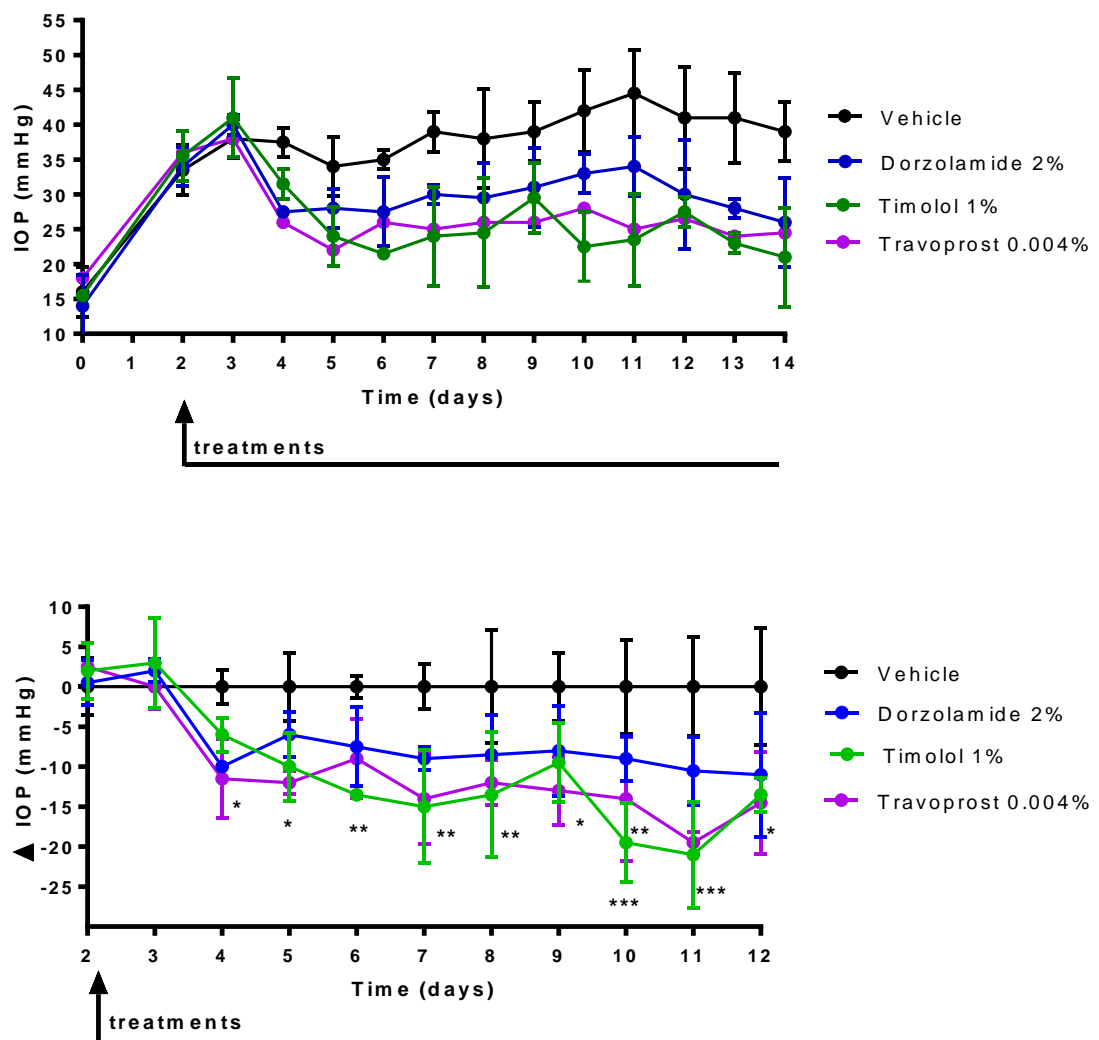 55
50
45
40
35
30
25
20
15
10
IOP (mmHg)
0 1 2 3 4 5 6 7 8 9 10 11 12 13 14
Time (days)
treatments
Vehicle
Dorzolamide 2%
Timolol 1%
Travoprost 0.004%
10
5
0
-5
-10
-15
-20
-25
▲ IOP (mmHg)
* * ** ** ** * ** *** *** *
2 3 4 5 6 7 8 9 10 11 12
Time (days)
treatments
Vehicle
Dorzolamide 2%
Timolol 1%
Travoprost 0.004%